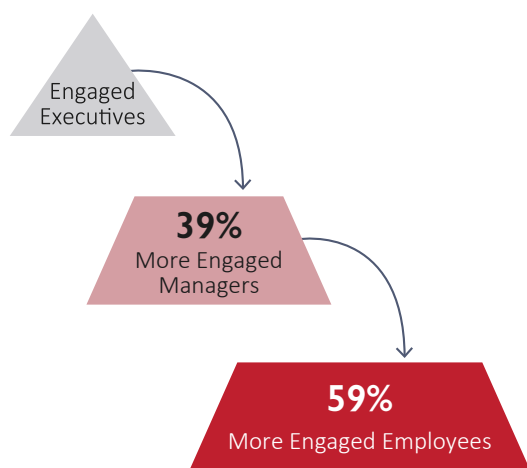 Engaged
Executives
39%
More Engaged
Managers
59%
More Engaged Employees